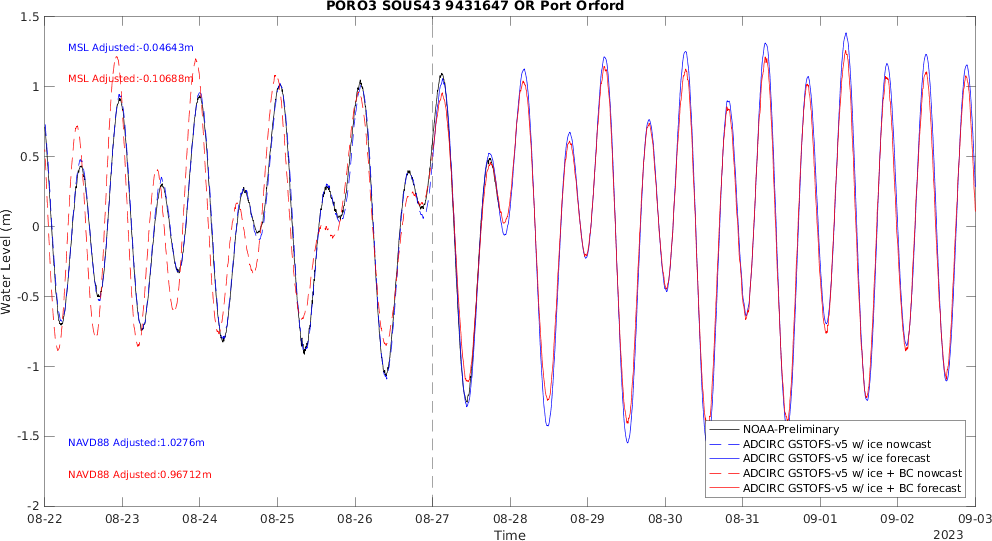 PORO3 SOUS43 9431647 OR Port Orford
1.5
1
0.5
0
-0.5
-1
-1.5
-2
Water Level (m)
MSL Adjusted:-0.04643m
MSL Adjusted:-0.10688m
NAVD88 Adjusted:1.0276m
NAVD88 Adjusted:0.96712m
NOAA-Preliminary
ADCIRC GSTOFS-v5 w/ ice nowcast
ADCIRC GSTOFS-v5 w/ ice forecast
ADCIRC GSTOFS-v5 w/ ice + BC nowcast
ADCIRC GSTOFS-v5 w/ ice + BC forecast
08-22 08-23 08-24 08-25 08-26 08-27 08-28 08-29 08-30 08-31 09-01 09-02 09-03
Time
2023